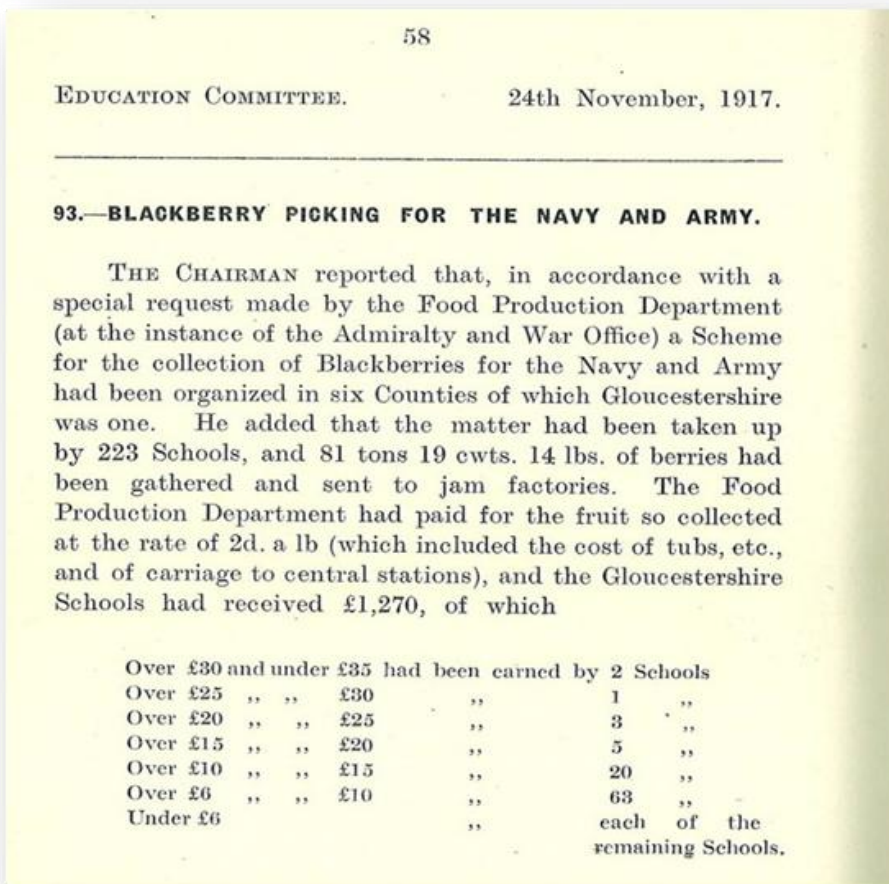 58
EDUCATION COMMITTEE. 24th November, 1917.
93.—BLACKBERRY PICKING FOR THE NAVY AND ARMY.
THE CHAIRMAN reported that, in accordance with a
special request made by the Food Production Department
(at the instance of the Admiralty and War Office) a Scheme
for the collection of Blackberries for the Navy and Army
had been organized in six Counties of which Gloucestershire
was one. He added that the matter had been taken up
by 223 Schools, and 81 tons 19 cwts. 14 lbs. of berries had
been gathered and sent to jam factories. The Food
Production Department had paid for the fruit so collected
at the rate of 2d. a lb (which included the cost of tubs, etc.,
and of carriage to central stations), and the Gloucestershire
Schools had received £1,270, of which
Over £30 and under £35 had been earned by 2 Schools
Over £25 ,, ,, £30 ,, 1 ,,
Over £20 ,, ,, £25 ,, 3 ,,
Over £15 ,, ,, £20 ,, 5 ,,
Over £10 ,, ,, £15 ,, 20 ,,
Over £6 ,, ,, £10 ,, 63 ,,
Under £6 ,, each of the
remaining Schools.